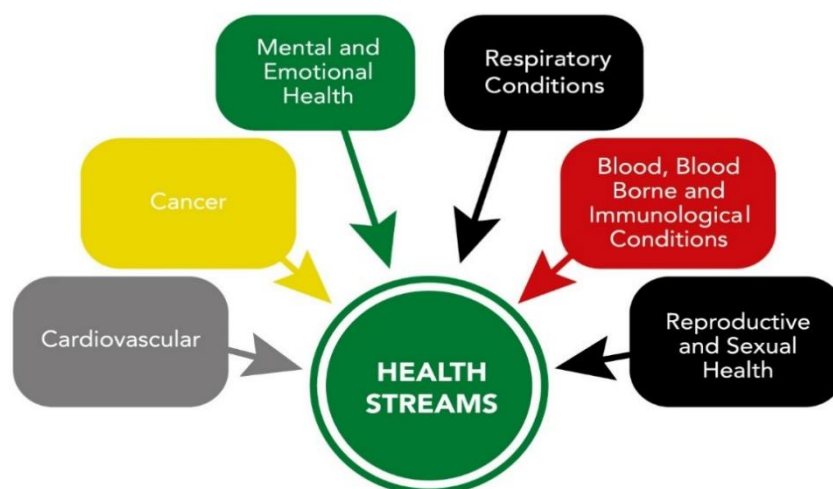 Mental and
Emotional
Health
Respiratory
Conditions
Cancer
Blood, Blood
Borne and
Immunological
Conditions
Cardiovascular
Reproductive
and Sexual
Health
HEALTH
STREAMS